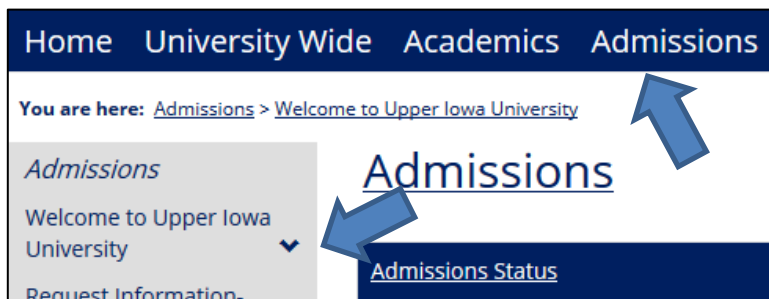 Home University Wide Academics Admissions
You are here: Admissions > Welcome to Upper Iowa University
Admissions
Admissions
Welcome to Upper Iowa
University
Admissions Status
Request Information-